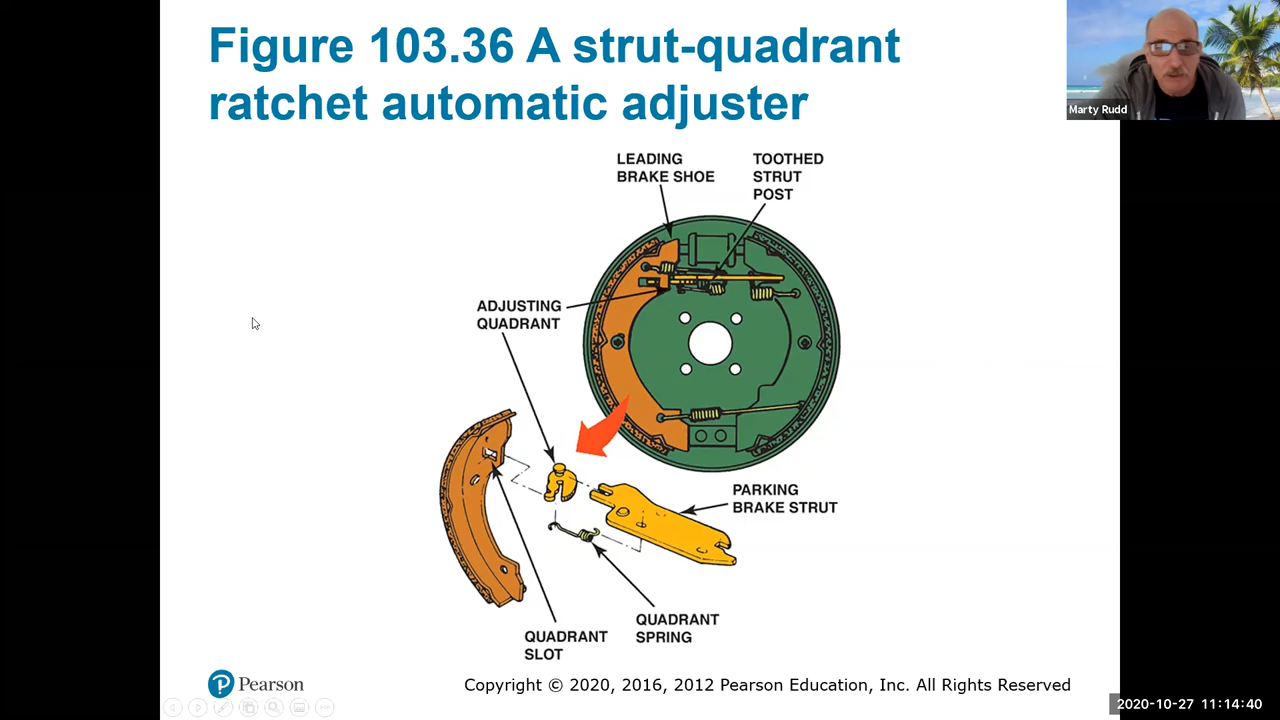 Figure 103.36 A strut-quadrant
ratchet automatic adjuster
Marty Rudd
LEADING
BRAKE SHOE
TOOTHED
STRUT
POST
ADJUSTING
QUADRANT
PARKING
BRAKE STRUT
QUADRANT
SPRING
QUADRANT
SLOT
Pearson
Copyright © 2020, 2016, 2012 Pearson Education, Inc. All Rights Reserved
2020-10-27 11:14:40